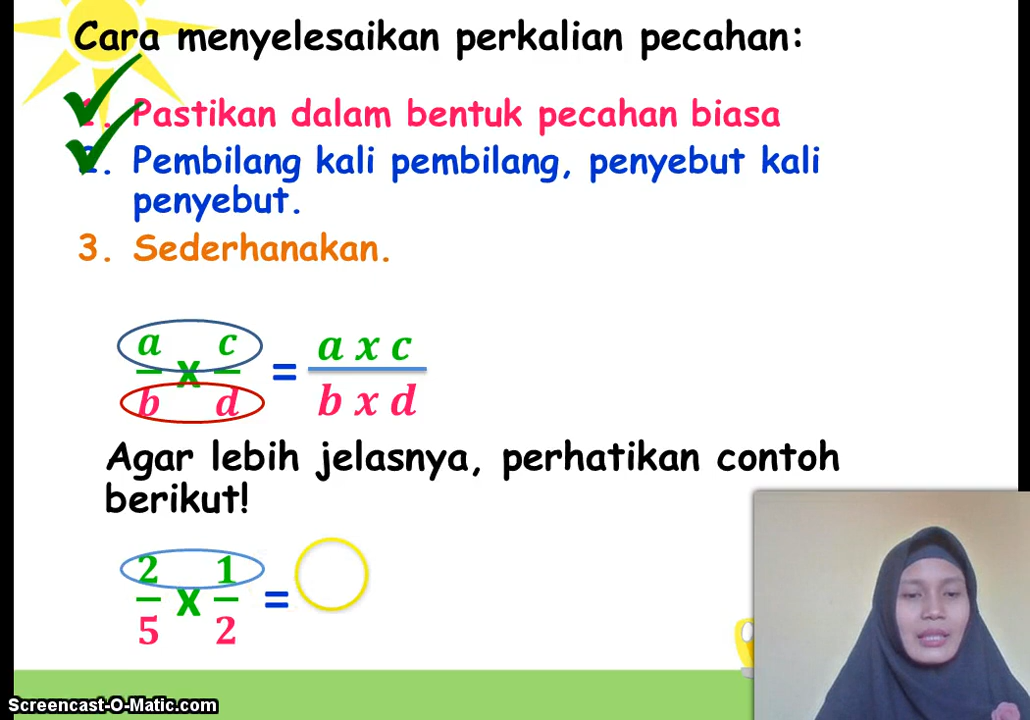 Cara menyelesaikan perkalian pecahan:
1. Pastikan dalam bentuk pecahan biasa
2. Pembilang kali pembilang, penyebut kali
penyebut.
3. Sederhanakan.
a/b x c/d = a x c / b x d
Agar lebih jelasnya, perhatikan contoh
berikut!
2/5 x 1/2 =
Screencast-O-Matic.com